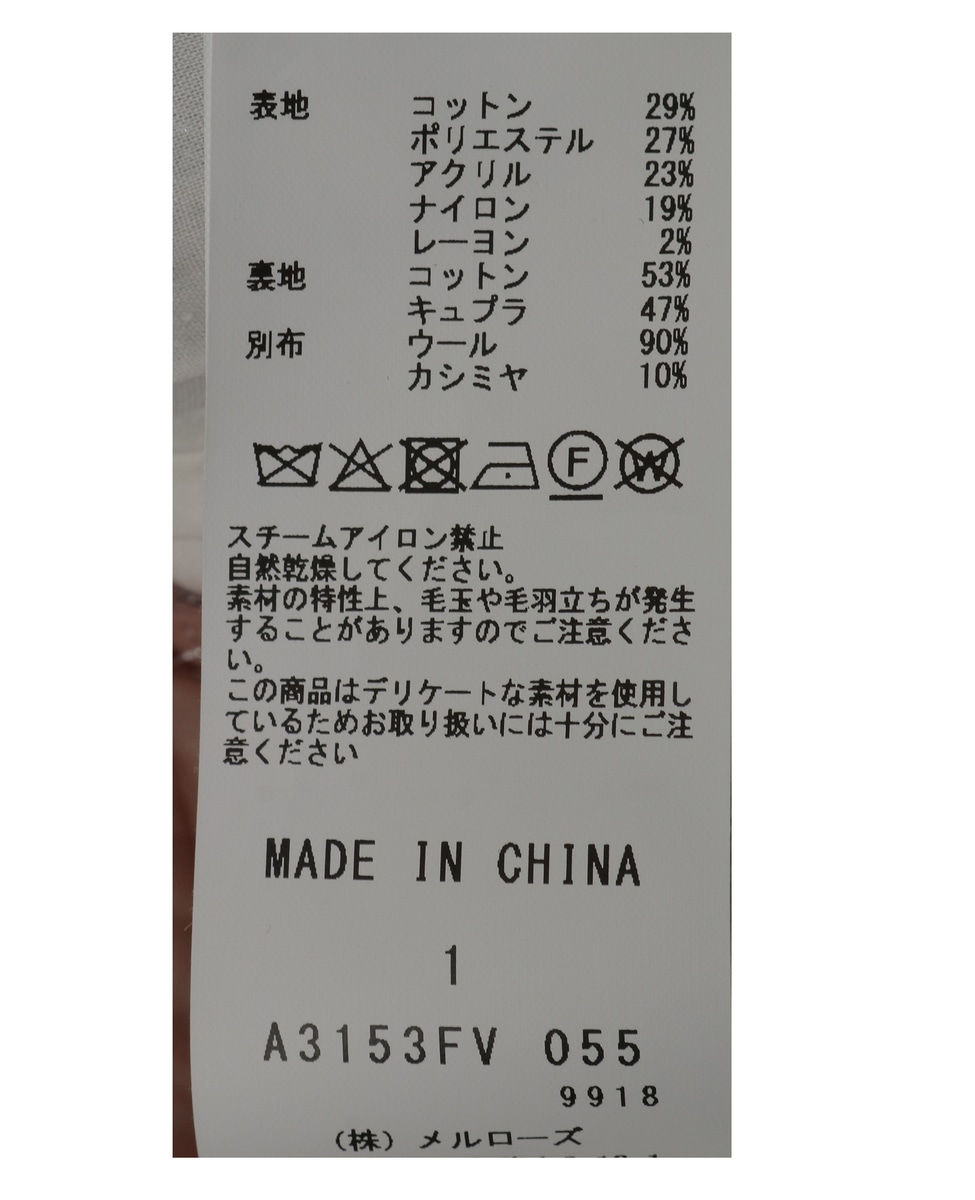 表地 コットン 29%
ポリエステル 27%
アクリル 23%
ナイロン 19%
レーヨン 2%
裏地 コットン 53%
キュプラ 47%
別布 ウール 90%
カシミヤ 10%
F W
スチームアイロン禁止
自然乾燥してください。
素材の特性上、毛玉や毛羽立ちが発生
することがありますのでご注意くださ
い。
この商品はデリケートな素材を使用し
ているためお取り扱いには十分にご注
意ください
MADE IN CHINA
1
A3153FV 055
9918
(株) メルローズ